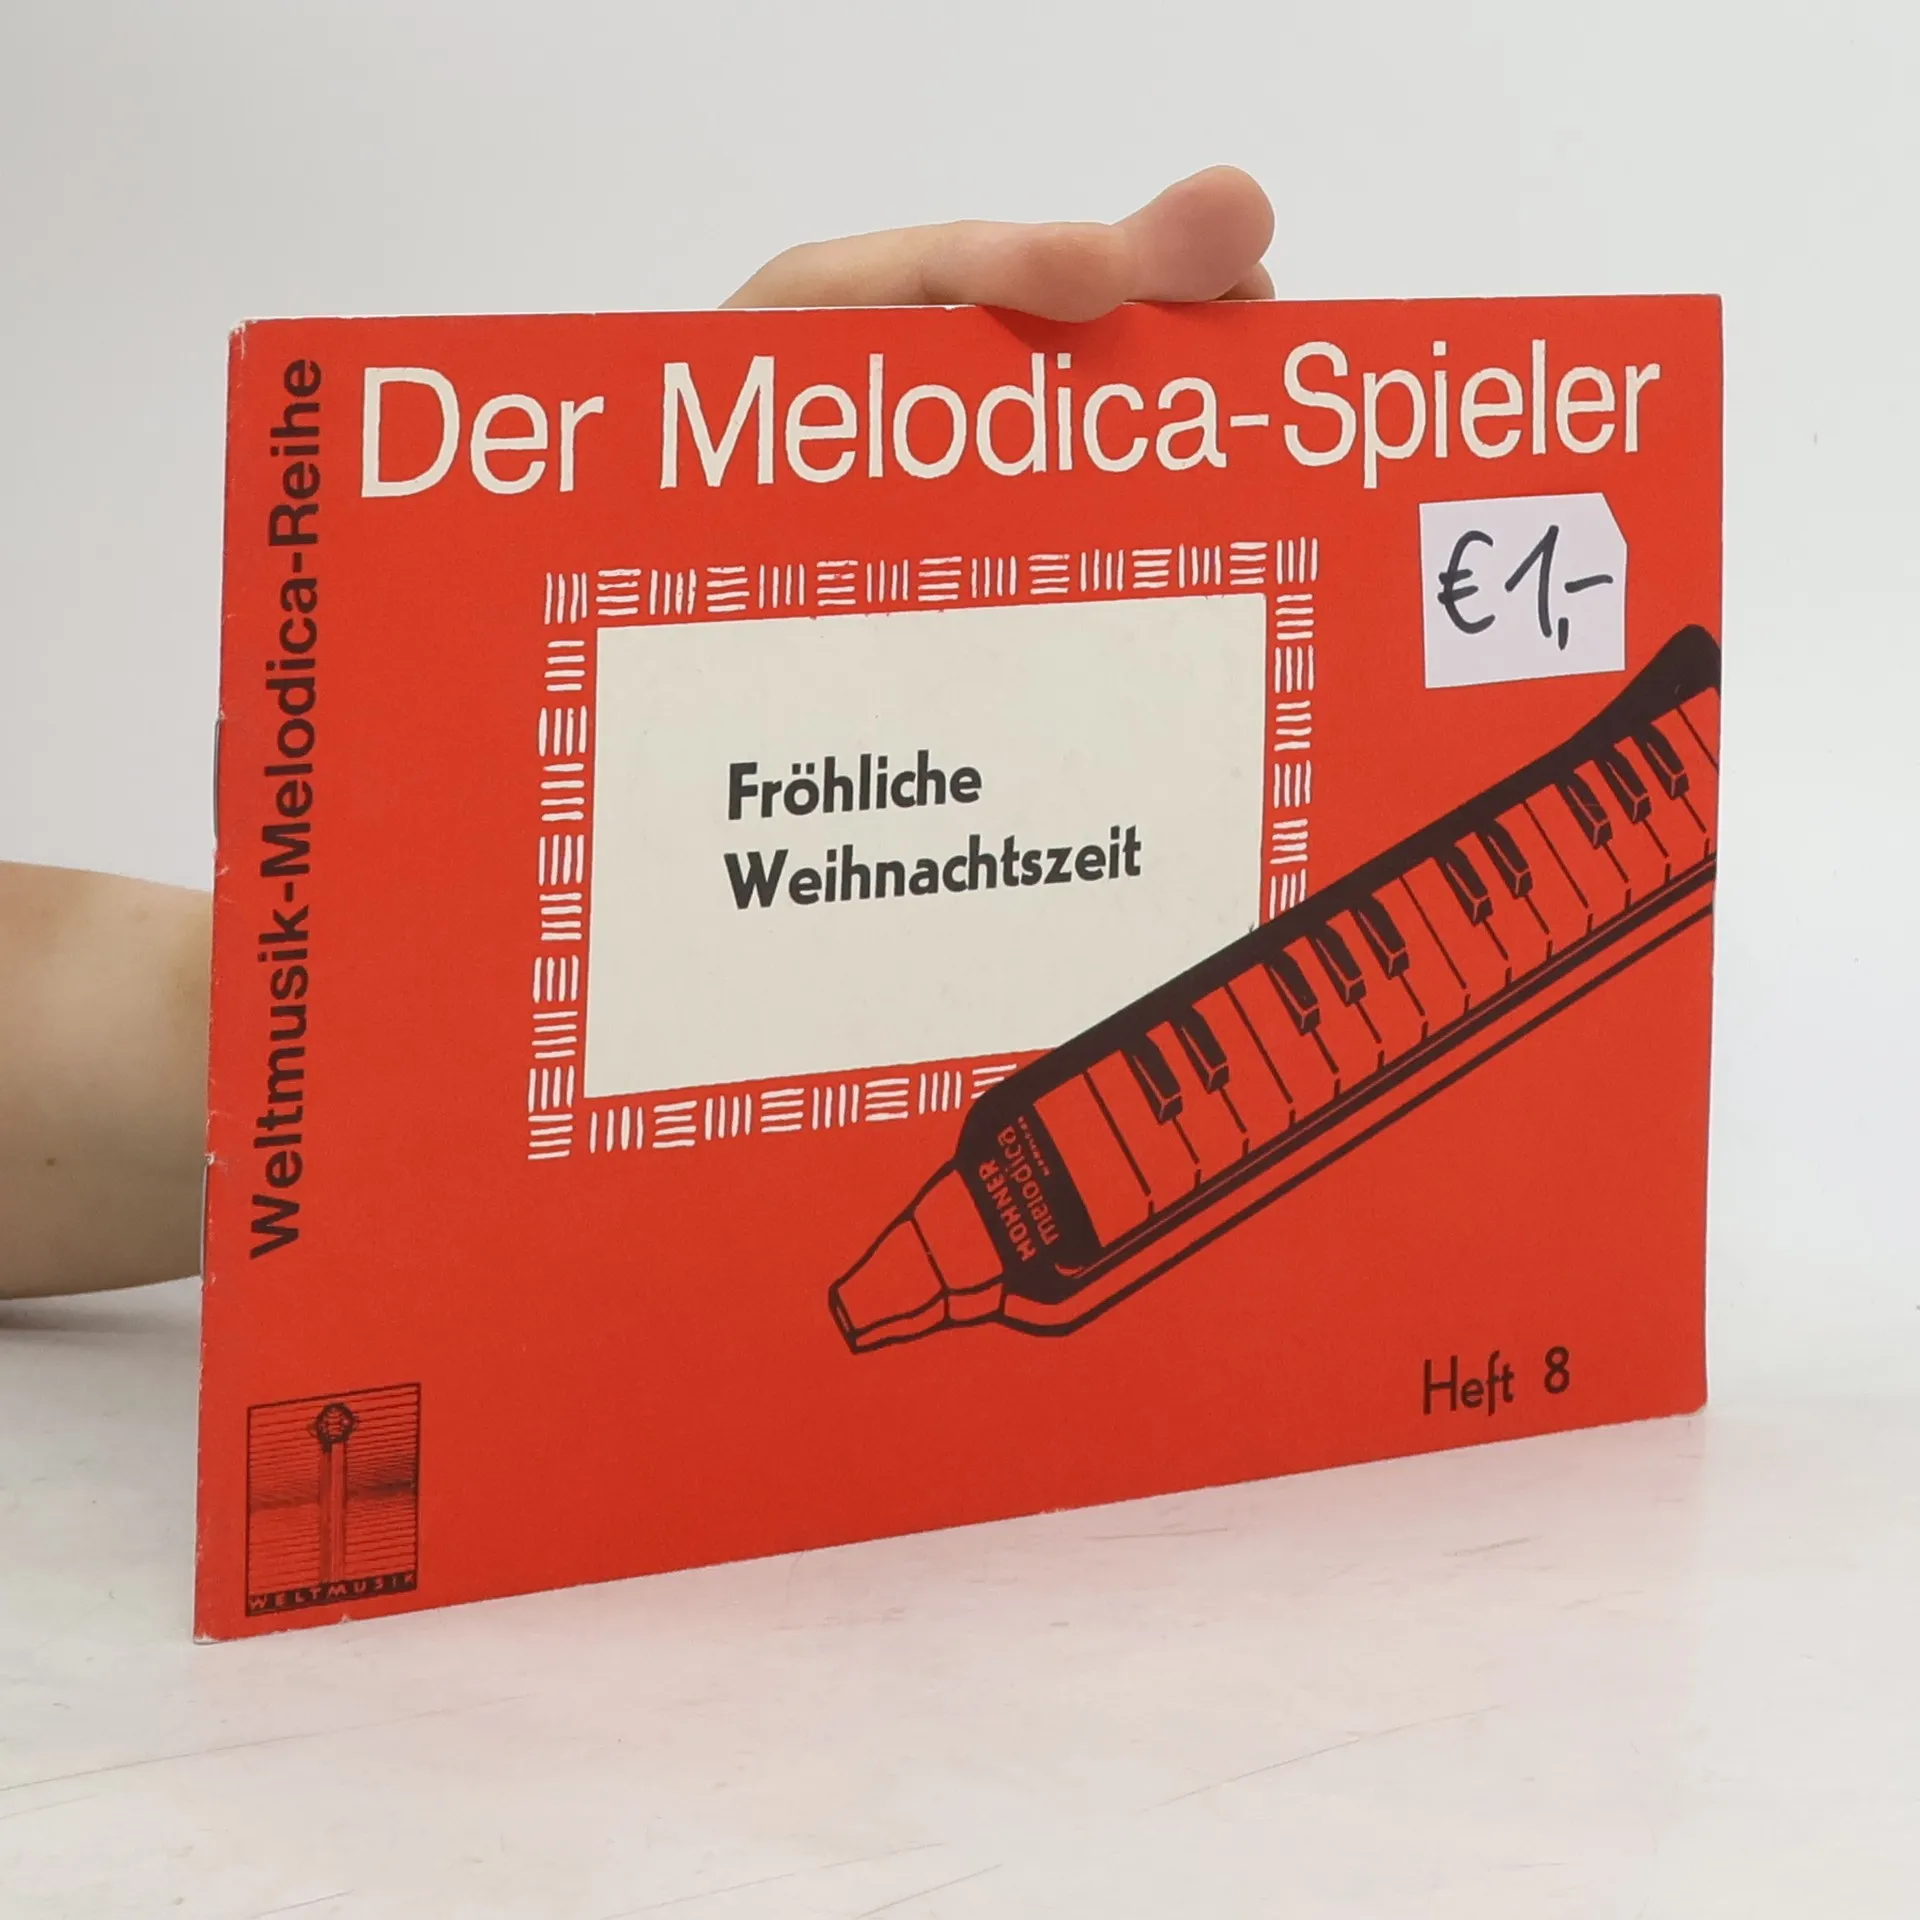 Weltmusik-Melodica-Reihe
Der Melodica-Spieler
€ 1,-
Fröhliche
Weihnachtszeit
HOHNER
melodica
Heft 8
WELTMUSIK